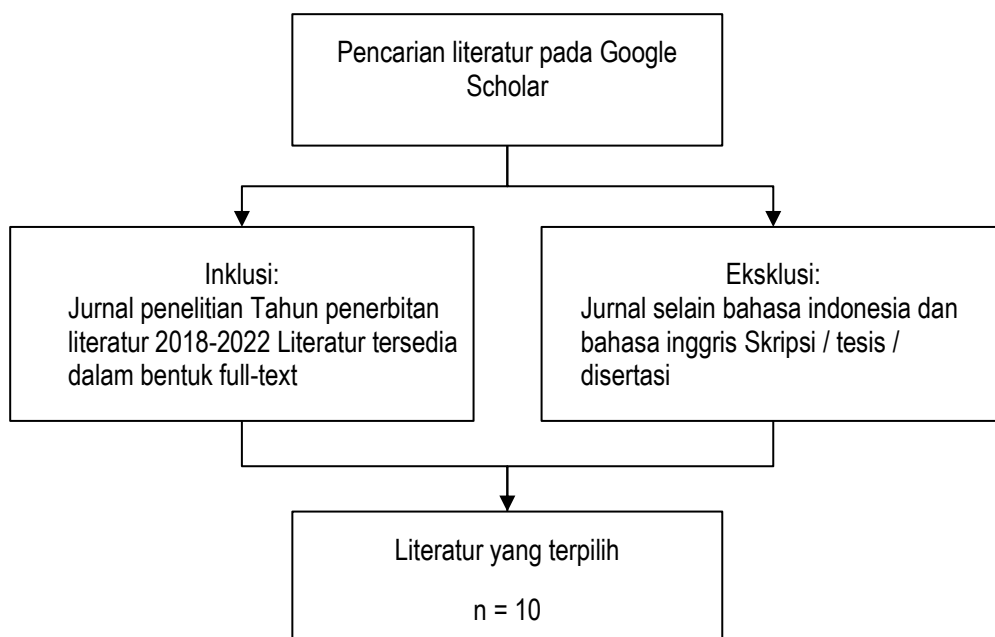 Pencarian literatur pada Google
Scholar
Inklusi:
Jurnal penelitian Tahun penerbitan
literatur 2018-2022 Literatur tersedia
dalam bentuk full-text
Eksklusi:
Jurnal selain bahasa indonesia dan
bahasa inggris Skripsi / tesis /
disertasi
Literatur yang terpilih
n = 10